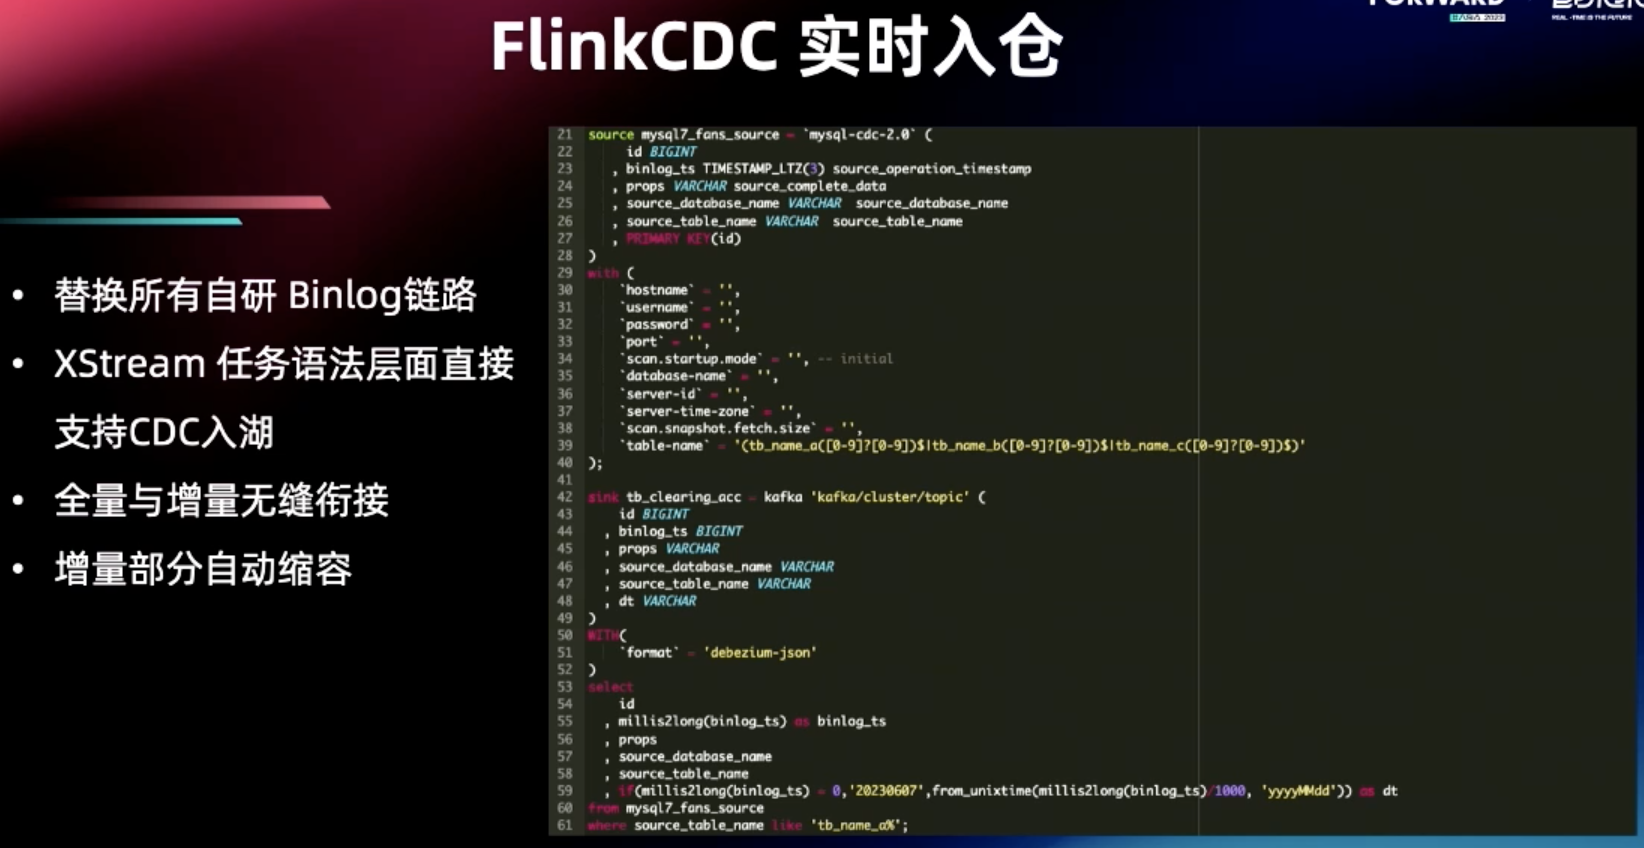 FORWARD
REAL-TIME IS THE FUTURE
FlinkCDC 实时入仓
• 替换所有自研 Binlog链路
• XStream 任务语法层面直接
支持CDC入湖
• 全量与增量无缝衔接
• 增量部分自动缩容
21 source mysql7_fans_source = `mysql-cdc-2.0` (
22 id BIGINT
23 , binlog_ts TIMESTAMP_LTZ(3) source_operation_timestamp
24 , props VARCHAR source_complete_data
25 , source_database_name VARCHAR source_database_name
26 , source_table_name VARCHAR source_table_name
27 , PRIMARY KEY(id)
28 )
29 with (
30 `hostname` = '',
31 `username` = '',
32 `password` = '',
33 `port` = '',
34 `scan.startup.mode` = '', -- initial
35 `database-name` = '',
36 `server-id` = '',
37 `server-time-zone` = '',
38 `scan.snapshot.fetch.size` = '',
39 `table-name` = '(tb_name_a([0-9]?[0-9])$|tb_name_b([0-9]?[0-9])$|tb_name_c([0-9]?[0-9])$)'
40 );
41
42 sink tb_clearing_acc = kafka 'kafka/cluster/topic' (
43 id BIGINT
44 , binlog_ts BIGINT
45 , props VARCHAR
46 , source_database_name VARCHAR
47 , source_table_name VARCHAR
48 , dt VARCHAR
49 )
50 WITH(
51 `format` = 'debezium-json'
52 )
53 select
54 id
55 , millis2long(binlog_ts) as binlog_ts
56 , props
57 , source_database_name
58 , source_table_name
59 , if(millis2long(binlog_ts) = 0,'20230607',from_unixtime(millis2long(binlog_ts)/1000, 'yyyyMMdd')) as dt
60 from mysql7_fans_source
61 where source_table_name like 'tb_name_a%';